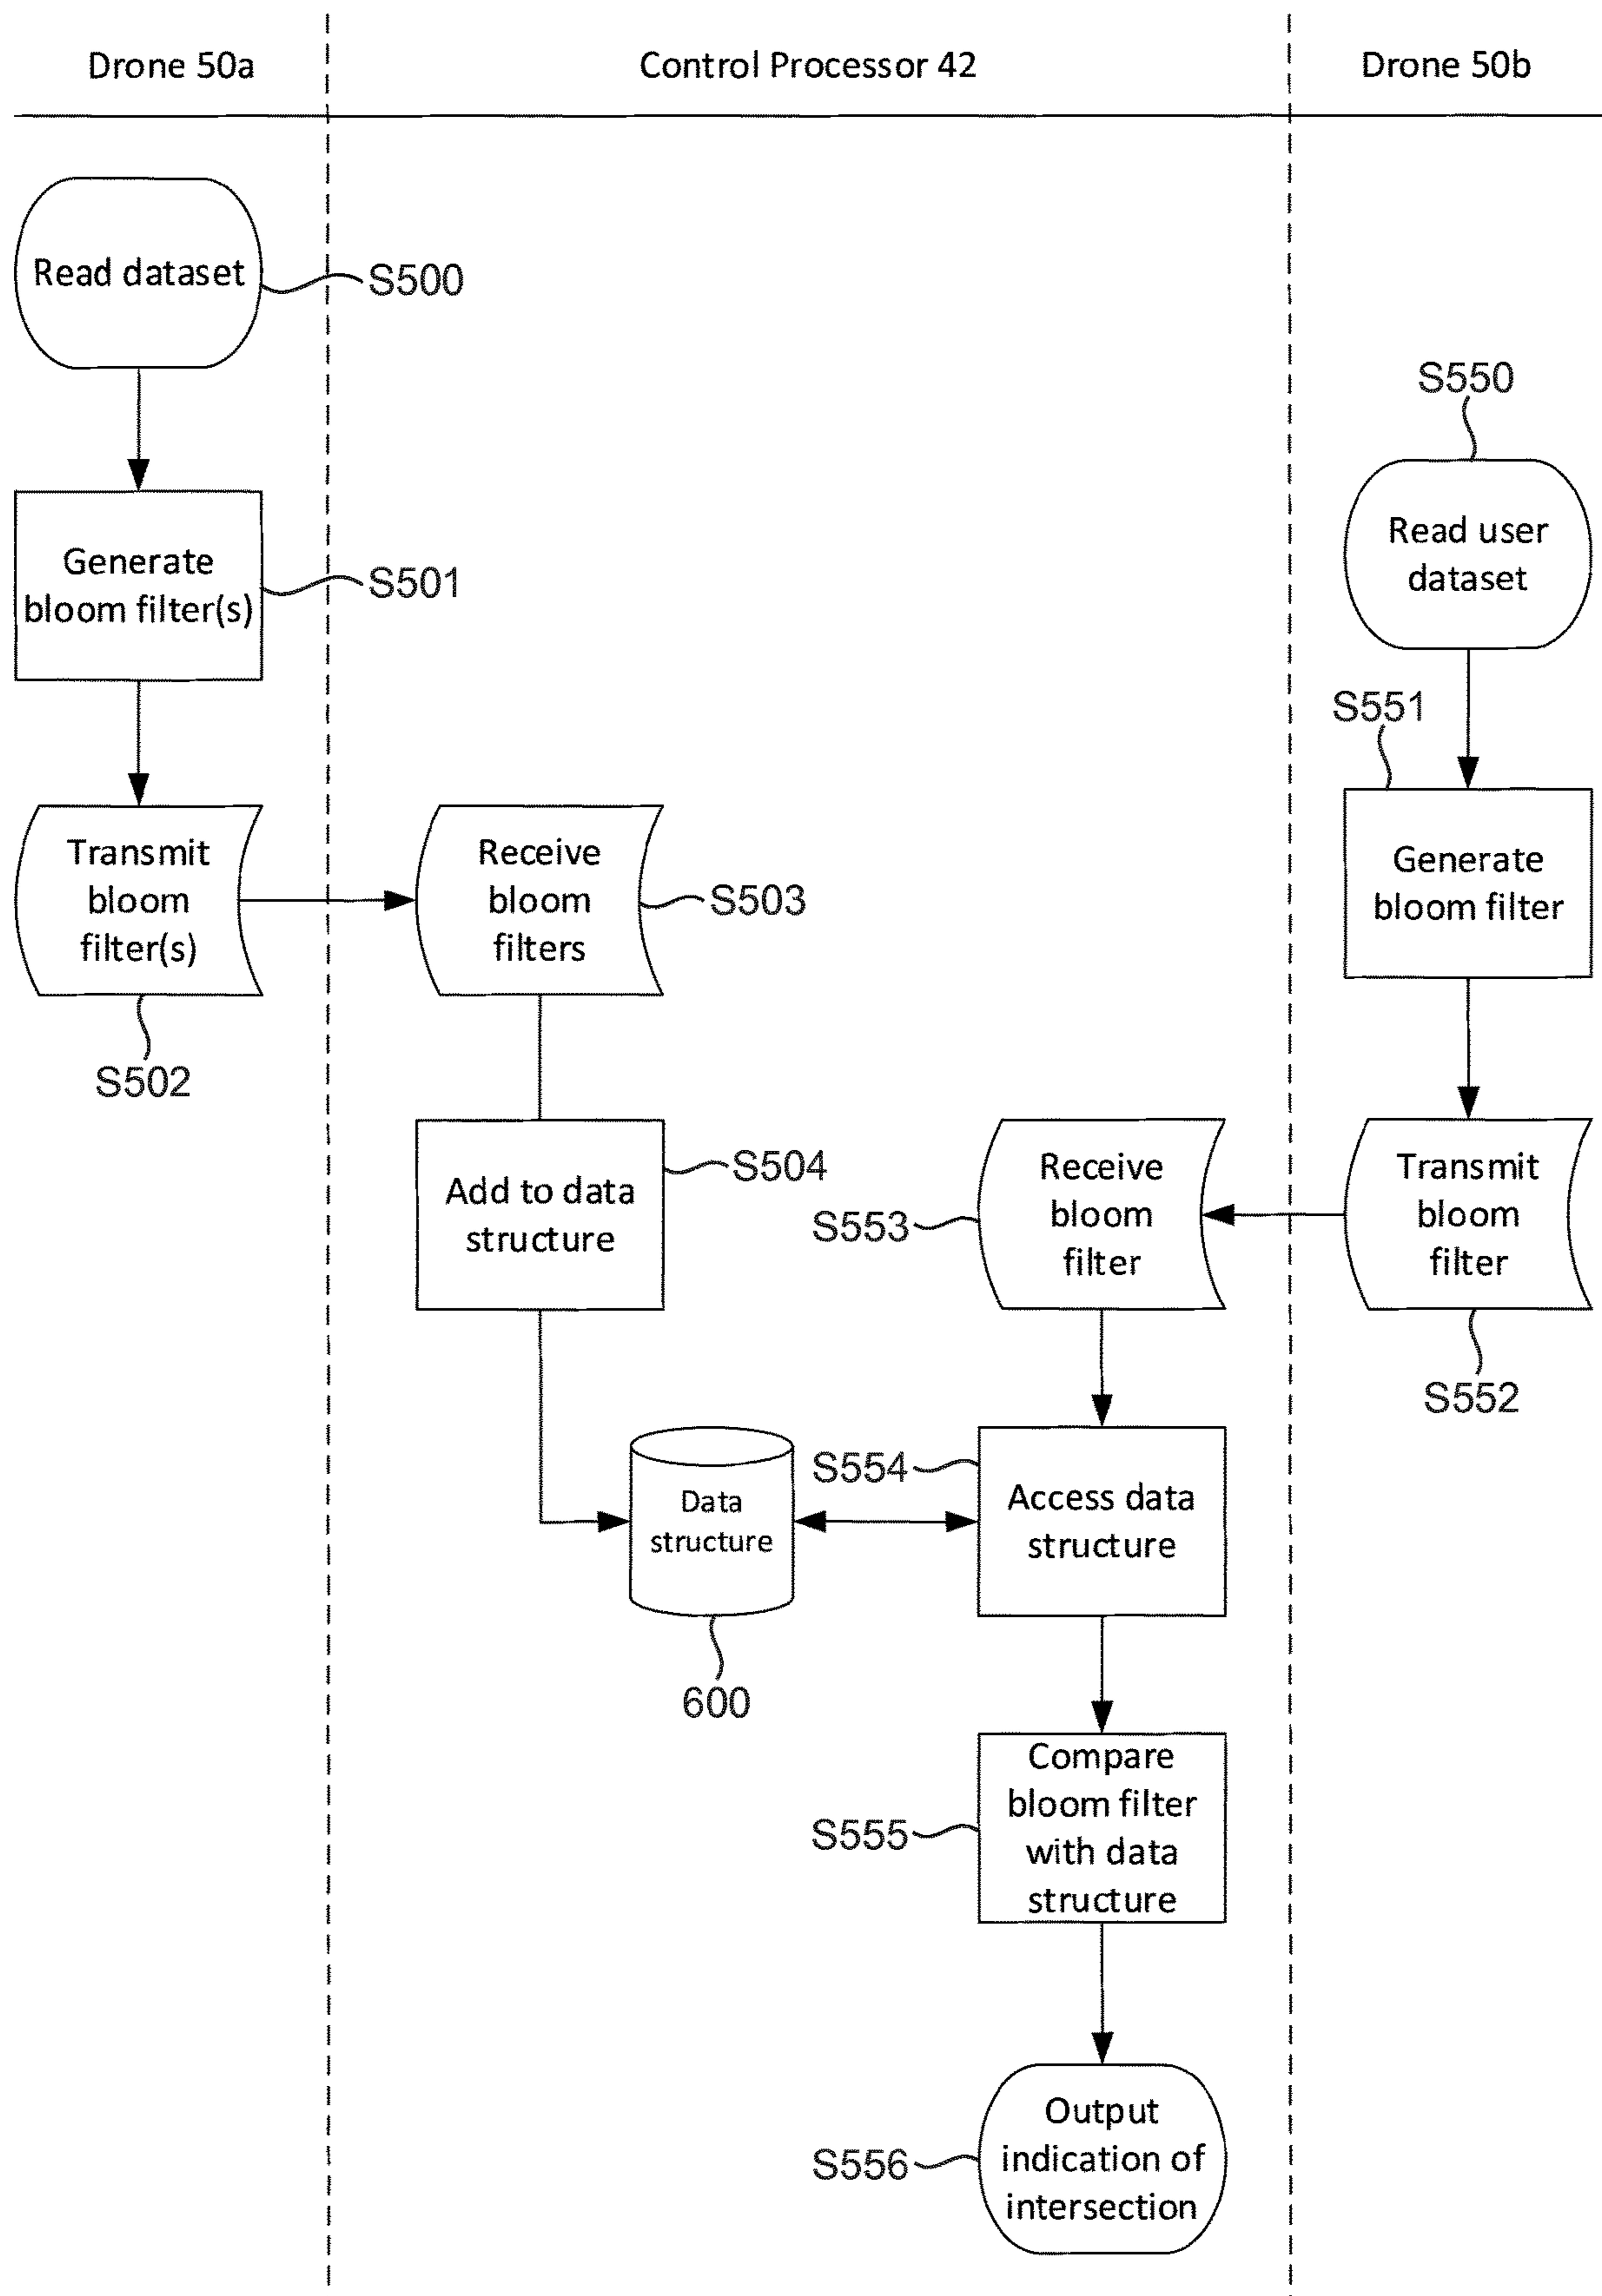 Drone 50a
Control Processor 42
Drone 50b
Read dataset
S500
S550
Read user
dataset
Generate
bloom filter(s)
S501
S551
Generate
bloom filter
Transmit
bloom
filter(s)
S502
Receive
bloom
filters
S503
Add to data
structure
S504
Receive
bloom
filter
S553
Transmit
bloom
filter
S552
Data
structure
600
S554
Access data
structure
Compare
bloom filter
with data
structure
S555
Output
indication of
intersection
S556